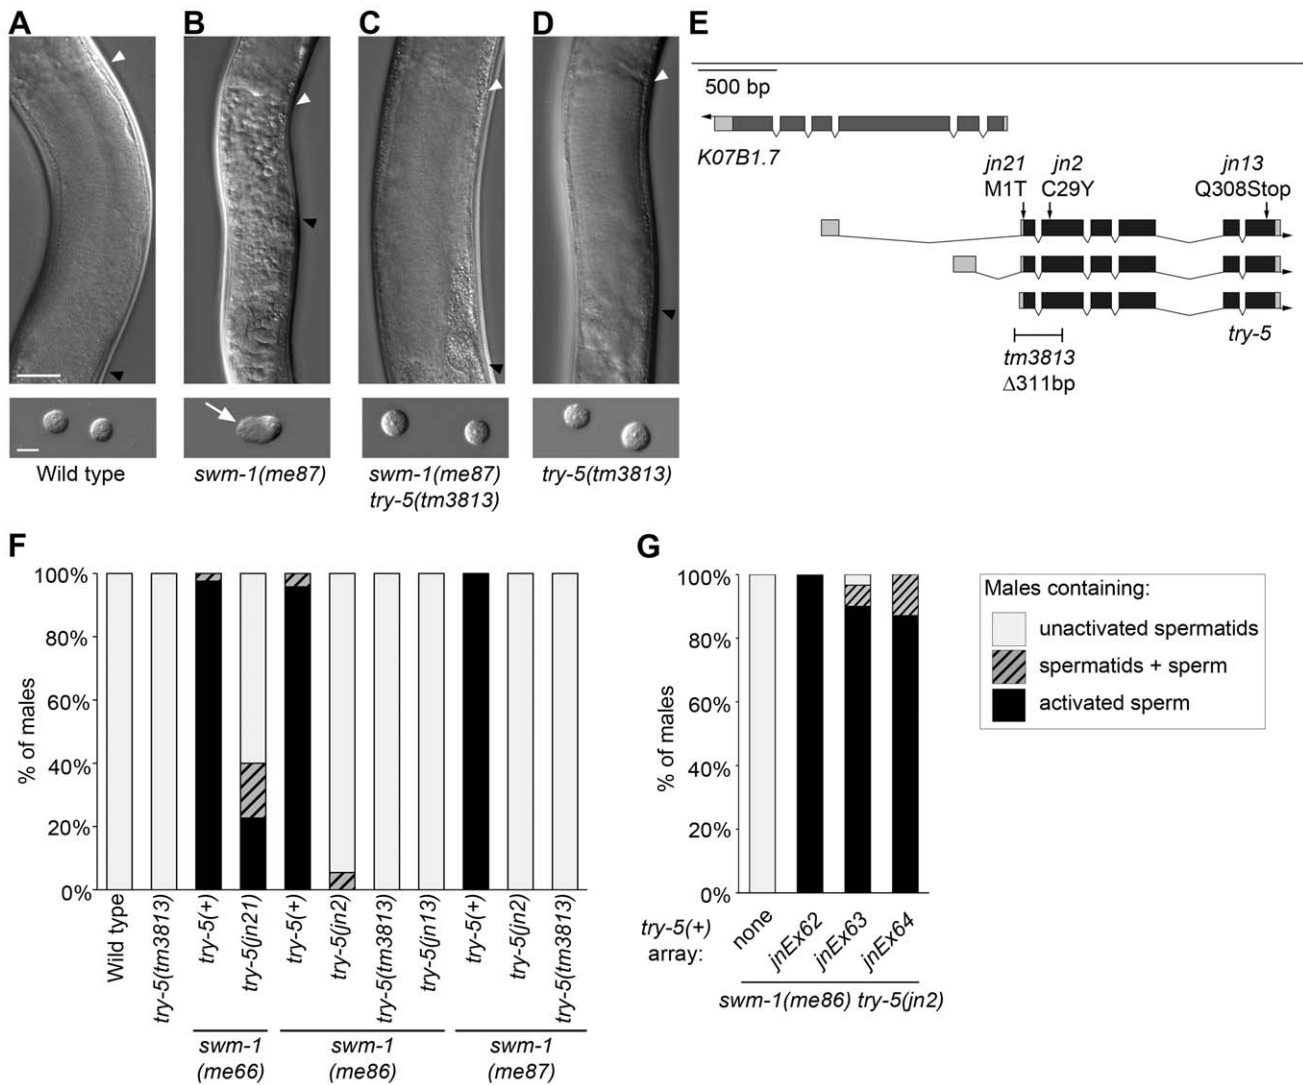 A
B
C
D
E
Wild type
swm-1(me87)
swm-1(me87)
try-5(tm3813)
try-5(tm3813)
500 bp
K07B1.7
jn21
M1T
jn2
C29Y
jn13
Q308Stop
try-5
tm3813
Δ311bp
F
100%
80%
60%
40%
20%
0%
% of males
Wild type
try-5(tm3813)
try-5(+)
try-5(jn21)
try-5(+)
try-5(jn2)
try-5(tm3813)
try-5(jn13)
try-5(+)
try-5(jn2)
try-5(tm3813)
swm-1
(me66)
swm-1
(me86)
swm-1
(me87)
G
100%
80%
60%
40%
20%
0%
% of males
try-5(+)
array:
none
jnEx62
jnEx63
jnEx64
swm-1(me86) try-5(jn2)
Males containing:
unactivated spermatids
spermatids + sperm
activated sperm